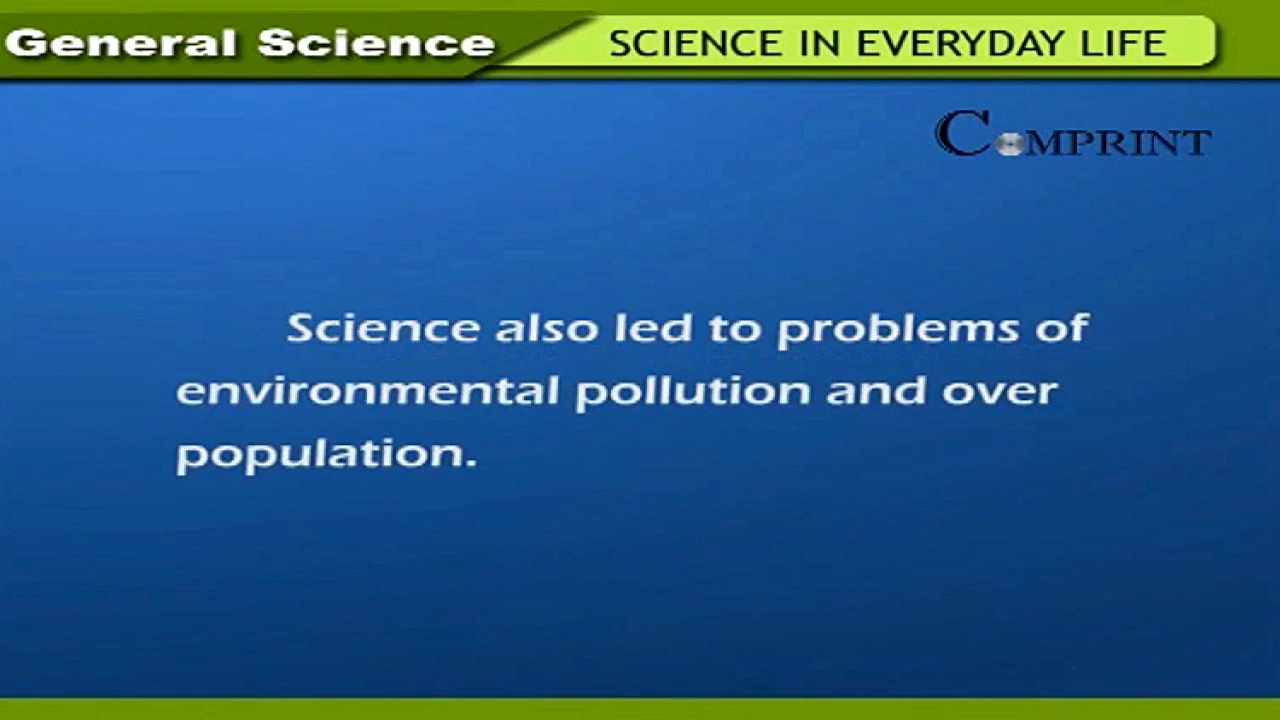 General Science
SCIENCE IN EVERYDAY LIFE
COMPRINT
Science also led to problems of
environmental pollution and over
population.